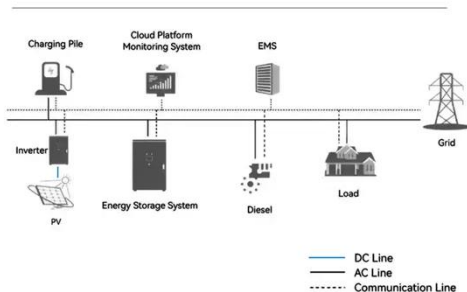 Charging Pile
Cloud Platform
Monitoring System
EMS
Grid
Inverter
PV
Energy Storage System
Diesel
Load
DC Line
AC Line
Communication Line